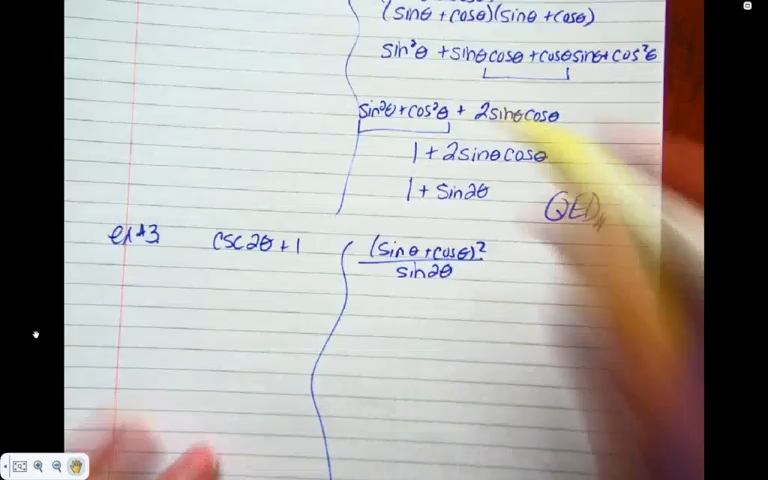 (sinθ + cosθ)(sinθ + cosθ)
sin²θ + sinθcosθ + cosθsinθ + cos²θ
sin²θ + cos²θ + 2sinθcosθ
1 + 2sinθcosθ
1 + sin2θ
QED
ex#3 csc2θ + 1 (sinθ + cosθ)²
sin2θ